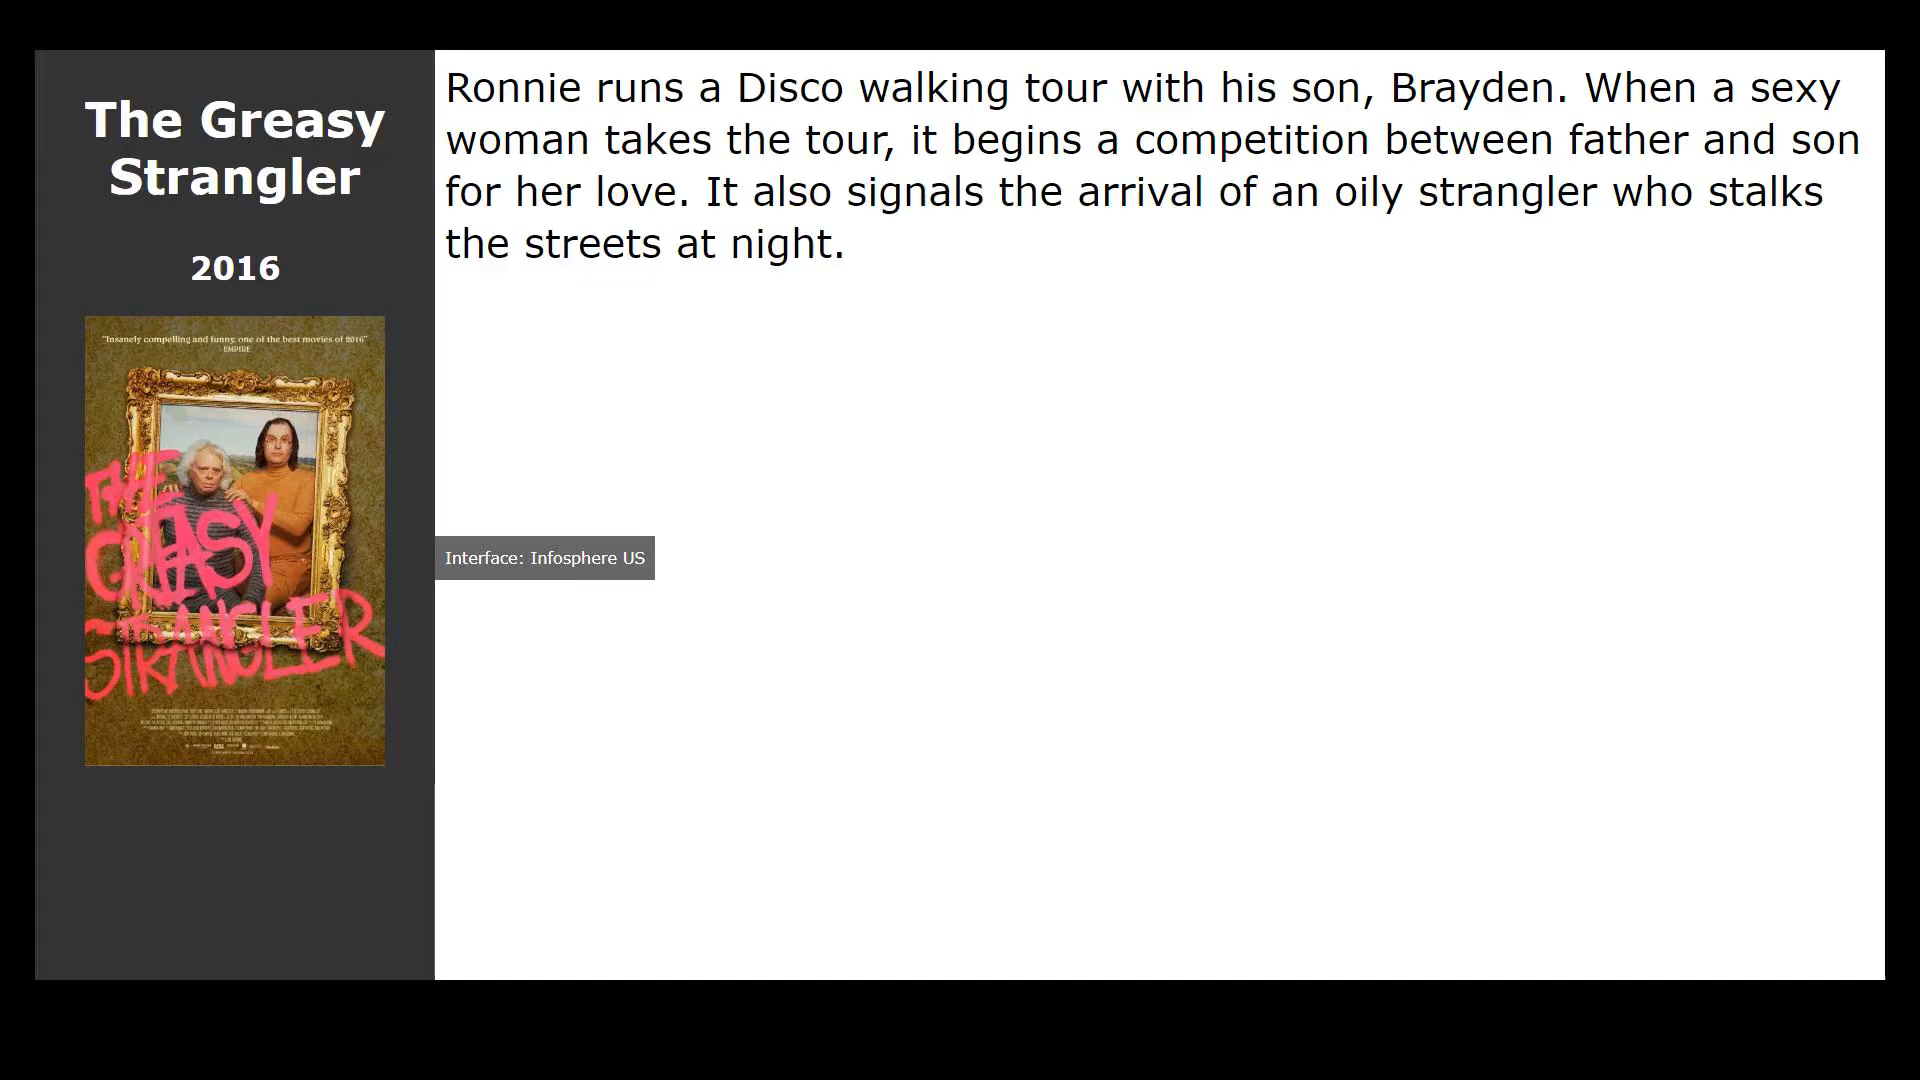 The Greasy
Strangler
2016
"Insanely compelling and funny, one of the best movies of 2016"
- EMPIRE
THE
GREASY
STRANGLER
Ronnie runs a Disco walking tour with his son, Brayden. When a sexy
woman takes the tour, it begins a competition between father and son
for her love. It also signals the arrival of an oily strangler who stalks
the streets at night.
Interface: Infosphere US